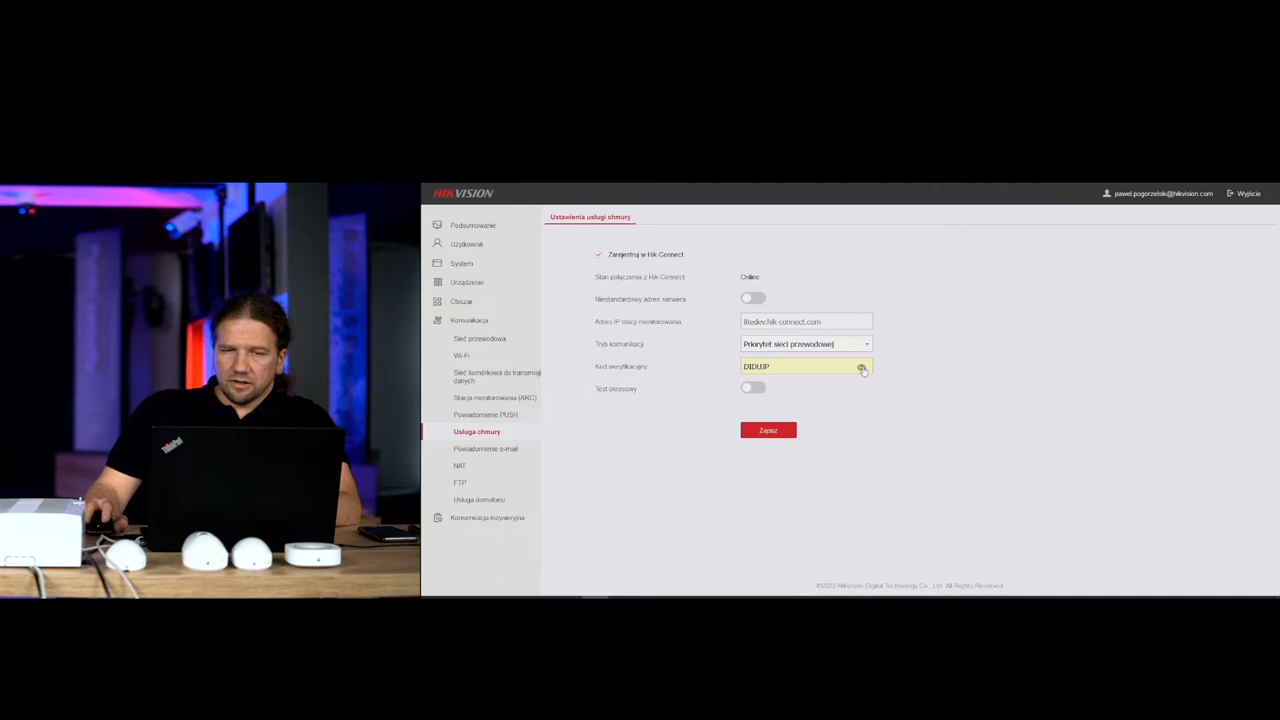 HIKVISION
pawel.pogorzelski@hikvision.com
Wyjście
Podsumowanie
Użytkownik
System
Urządzenie
Obszar
Komunikacja
Sieć przewodowa
Wi-Fi
Sieć komórkowa do transmisji
danych
Stacja monitorowania (ARC)
Powiadomienie PUSH
Usługa chmury
Powiadomienie e-mail
NAT
FTP
Usługa domofonu
Konserwacja inżynieryjna
Ustawienia usługi chmury
Zarejestruj w Hik-Connect
Stan połączenia z Hik-Connect
Online
Niestandardowy adres serwera
Adres IP stacji monitorowania
litedev.hik-connect.com
Tryb komunikacji
Priorytet sieci przewodowej
Kod weryfikacyjny
DIDUJP
Test okresowy
Zapisz
©2022 Hikvision Digital Technology Co., Ltd. All Rights Reserved.
ThinkPad